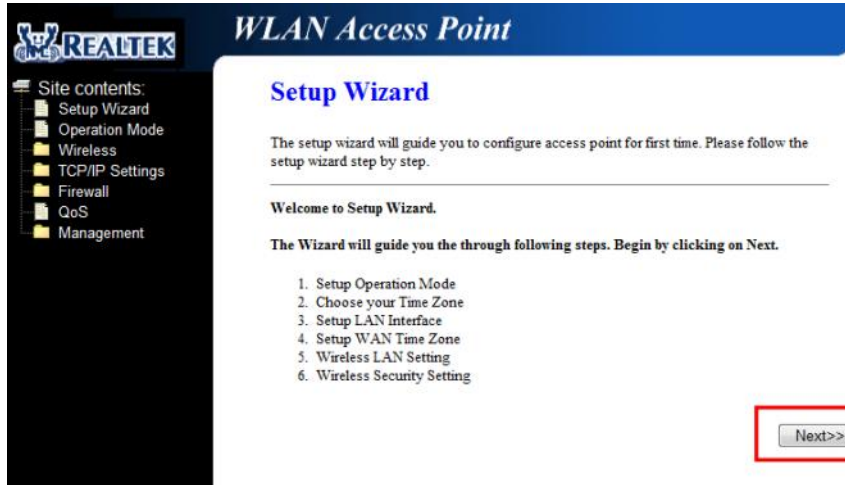 REALTEK
WLAN Access Point
Site contents:
Setup Wizard
Operation Mode
Wireless
TCP/IP Settings
Firewall
QoS
Management
Setup Wizard
The setup wizard will guide you to configure access point for first time. Please follow the
setup wizard step by step.
Welcome to Setup Wizard.
The Wizard will guide you the through following steps. Begin by clicking on Next.
1. Setup Operation Mode
2. Choose your Time Zone
3. Setup LAN Interface
4. Setup WAN Time Zone
5. Wireless LAN Setting
6. Wireless Security Setting
Next>>